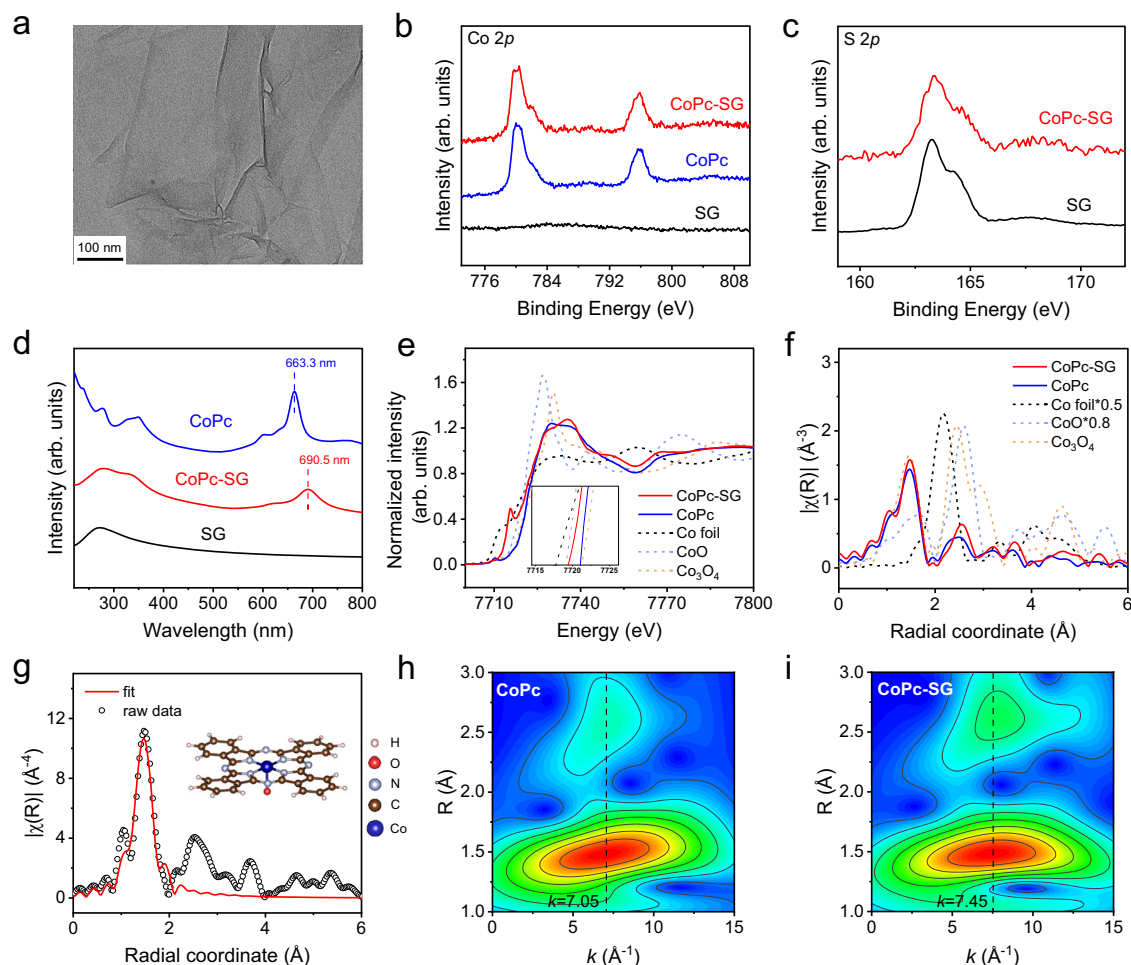 a
100 nm
b
Co 2p
Intensity (arb. units)
CoPc-SG
CoPc
SG
776 784 792 800 808
Binding Energy (eV)
c
S 2p
Intensity (arb. units)
CoPc-SG
SG
160 165 170
Binding Energy (eV)
d
Intensity (arb. units)
663.3 nm
CoPc
690.5 nm
CoPc-SG
SG
300 400 500 600 700 800
Wavelength (nm)
e
Normalized intensity
(arb. units)
1.6
1.2
0.8
0.4
0.0
CoPc-SG
CoPc
Co foil
CoO
Co₃O₄
7715 7720 7725
7710 7740 7770 7800
Energy (eV)
f
|χ(R)| (Å⁻³)
3
2
1
0
CoPc-SG
CoPc
Co foil*0.5
CoO*0.8
Co₃O₄
0 2 4 6
Radial coordinate (Å)
g
|χ(R)| (Å⁻⁴)
12
8
4
0
fit
raw data
H
O
N
C
Co
0 1 2 3 4 5 6
Radial coordinate (Å)
h
R (Å)
3.0
2.5
2.0
1.5
1.0
CoPc
k=7.05
0 5 10 15
k (Å⁻¹)
i
R (Å)
3.0
2.5
2.0
1.5
1.0
CoPc-SG
k=7.45
0 5 10 15
k (Å⁻¹)